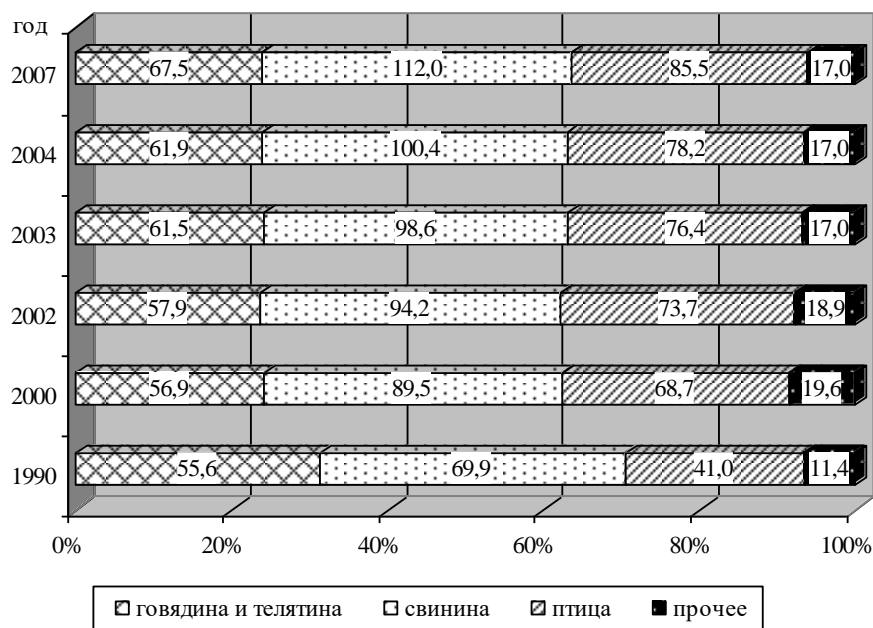 год
2007 67,5 112,0 85,5 17,0
2004 61,9 100,4 78,2 17,0
2003 61,5 98,6 76,4 17,0
2002 57,9 94,2 73,7 18,9
2000 56,9 89,5 68,7 19,6
1990 55,6 69,9 41,0 11,4
0% 20% 40% 60% 80% 100%
говядина и телятина свинина птица прочее